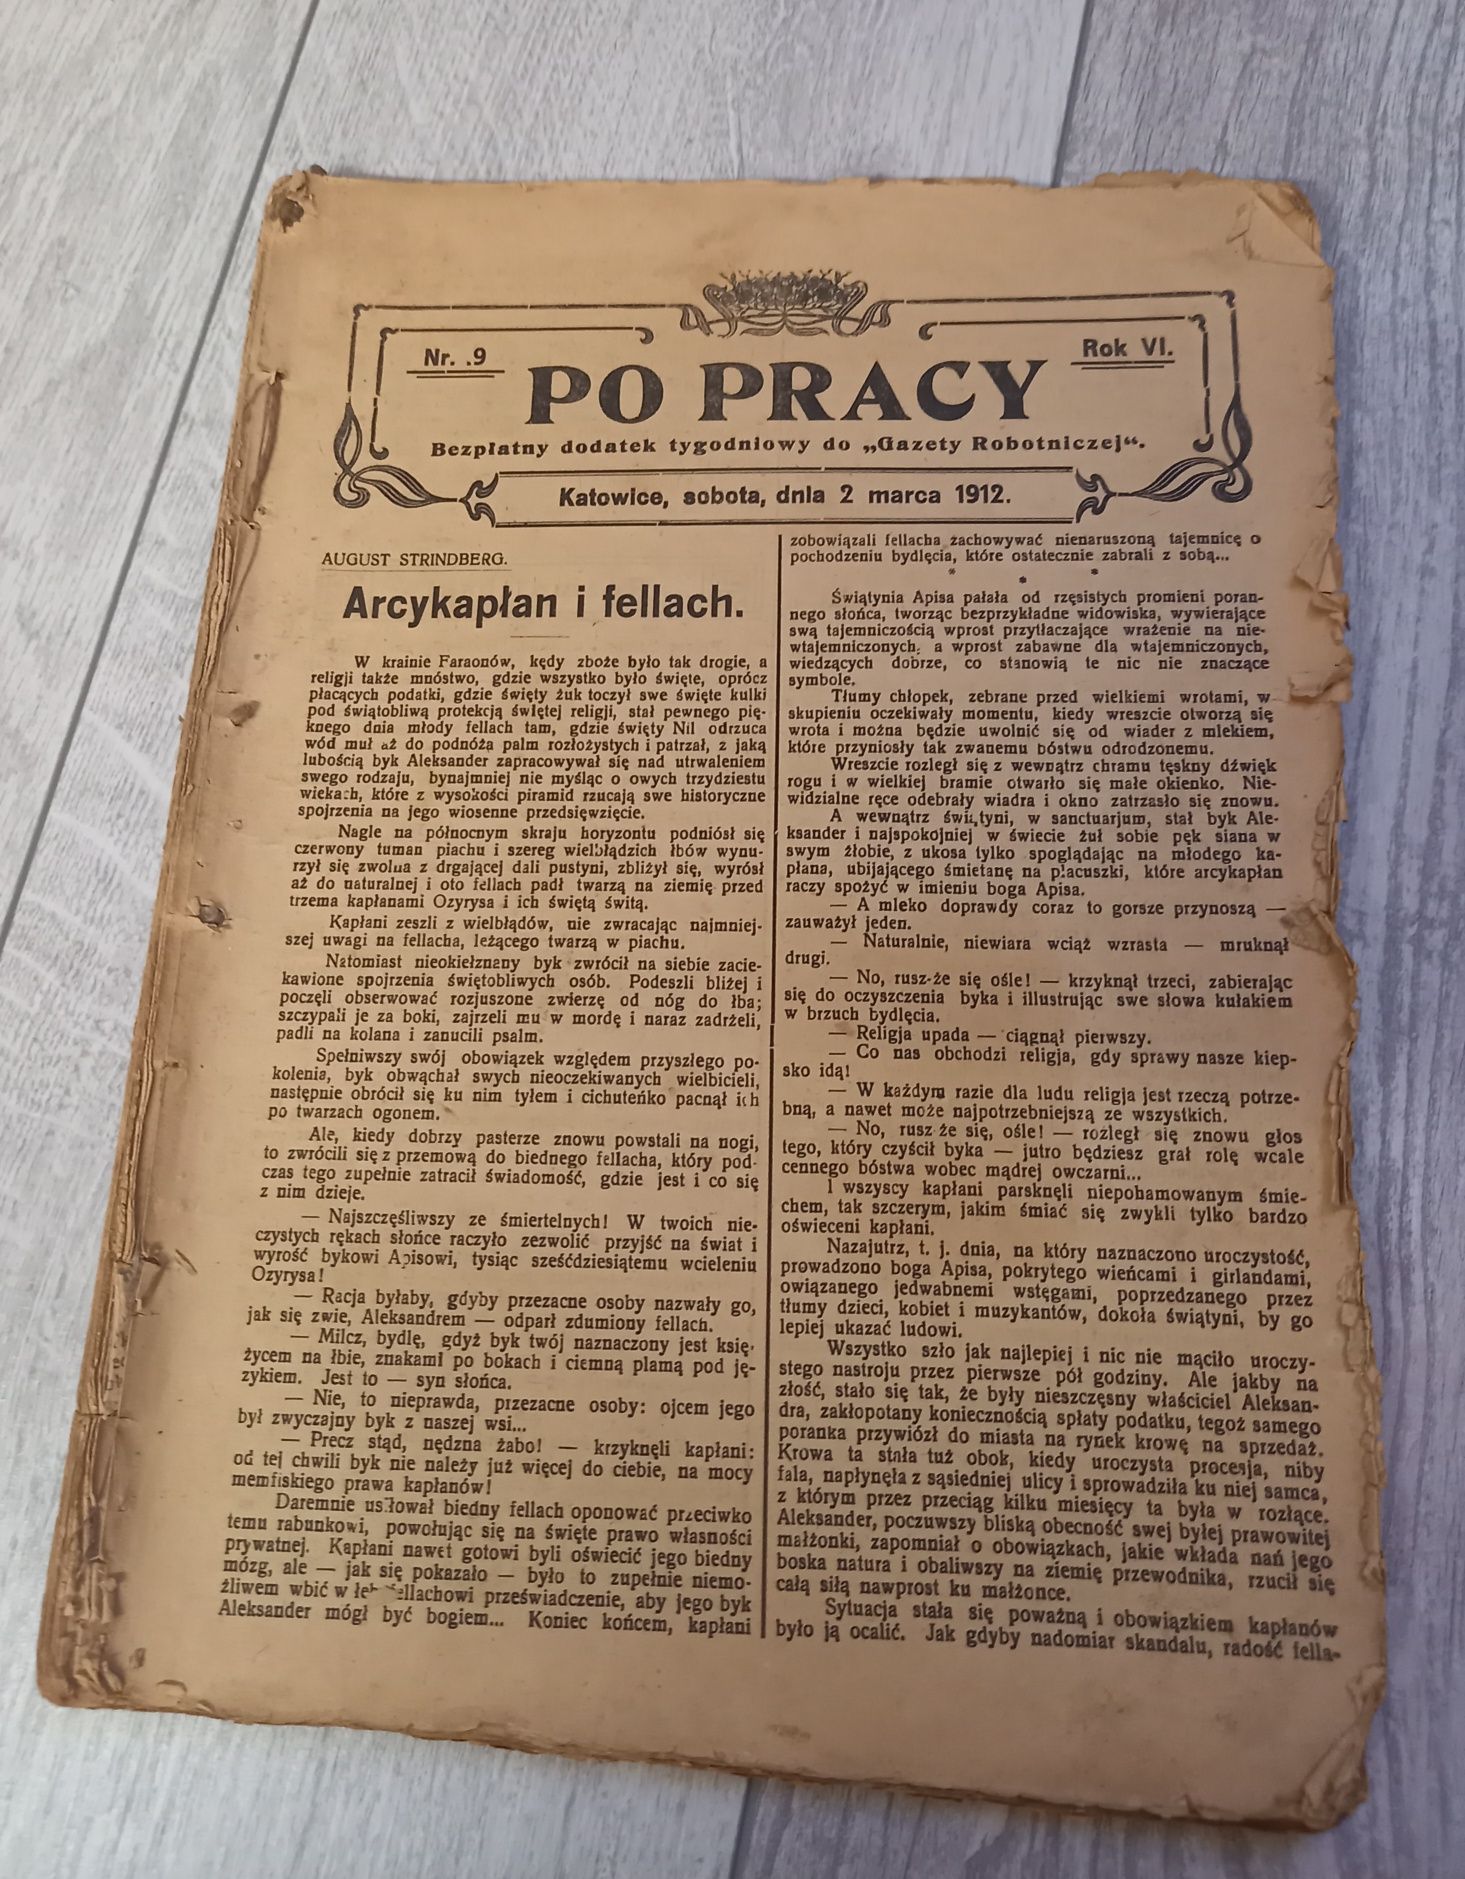 Nr. .9
Rok VI.
PO PRACY
Bezpłatny dodatek tygodniowy do „Gazety Robotniczej“.
Katowice, sobota, dnia 2 marca 1912.
AUGUST STRINDBERG.
Arcykapłan i fellach.
W krainie Faraonów, kędy zboże było tak drogie, a
religji także mnóstwo, gdzie wszystko było święte, oprócz
płacących podatki, gdzie święty żuk toczył swe święte kulki
pod świątobliwą protekcją świętej religji, stał pewnego pię-
knego dnia młody fellach tam, gdzie święty Nil odrzuca
wód muł aż do podnóża palm rozłożystych i patrzał, z jaką
lubością byk Aleksander zapracowywał się nad utrwaleniem
swego rodzaju, bynajmniej nie myśląc o owych trzydziestu
wiekach, które z wysokości piramid rzucają swe historyczne
spojrzenia na jego wiosenne przedsięwzięcie.
Nagle na północnym skraju horyzontu podniósł się
czerwony tuman piachu i szereg wielbłądzich łbów wynu-
rzył się zwolna z drgającej dali pustyni, zbliżył się, wyrósł
aż do naturalnej i oto fellach padł twarzą na ziemię przed
trzema kapłanami Ozyrysa i ich świętą świtą.
Kapłani zeszli z wielbłądów, nie zwracając najmniej-
szej uwagi na fellacha, leżącego twarzą w piachu.
Natomiast nieokiełznany byk zwrócił na siebie zacie-
kawione spojrzenia świętobliwych osób. Podeszli bliżej i
poczęli obserwować rozjuszone zwierzę od nóg do łba;
szczypali je za boki, zajrzeli mu w mordę i naraz zadrżeli,
padli na kolana i zanucili psalm.
Spełniwszy swój obowiązek względem przyszłego po-
kolenia, byk obwąchał swych nieoczekiwanych wielbicieli,
następnie obrócił się ku nim tyłem i cichuteńko pacnął ich
po twarzach ogonem.
Ale, kiedy dobrzy pasterze znowu powstali na nogi,
to zwrócili się z przemową do biednego fellacha, który pod-
czas tego zupełnie zatracił świadomość, gdzie jest i co się
z nim dzieje.
— Najszczęśliwszy ze śmiertelnych! W twoich nie-
czystych rękach słońce raczyło zezwolić przyjść na świat i
wyrość bykowi Apisowi, tysiąc sześćdziesiątemu wcieleniu
Ozyrysa!
— Racja byłaby, gdyby przezacne osoby nazwały go,
jak się zwie, Aleksandrem — odparł zdumiony fellach.
— Milcz, bydlę, gdyż byk twój naznaczony jest księ-
życem na łbie, znakami po bokach i ciemną plamą pod ję-
zykiem. Jest to — syn słońca.
— Nie, to nieprawda, przezacne osoby: ojcem jego
był zwyczajny byk z naszej wsi...
— Precz stąd, nędzna żabo! — krzyknęli kapłani:
od tej chwili byk nie należy już więcej do ciebie, na mocy
memfiskiego prawa kapłanów!
Daremnie usiłował biedny fellach oponować przeciwko
temu rabunkowi, powołując się na święte prawo własności
prywatnej. Kapłani nawet gotowi byli oświecić jego biedny
mózg, ale — jak się pokazało — było to zupełnie niemo-
żliwem wbić w łeb fellachowi przeświadczenie, aby jego byk
Aleksander mógł być bogiem... Koniec końcem, kapłani
zobowiązali fellacha zachowywać nienaruszoną tajemnicę o
pochodzeniu bydlęcia, które ostatecznie zabrali z sobą...
* * *
Świątynia Apisa pałała od rzęsistych promieni poran-
nego słońca, tworząc bezprzykładne widowiska, wywierające
swą tajemniczością wprost przytłaczające wrażenie na nie-
wtajemniczonych, a wprost zabawne dla wtajemniczonych,
wiedzących dobrze, co stanowią te nic nie znaczące
symbole.
Tłumy chłopek, zebrane przed wielkiemi wrotami, w
skupieniu oczekiwały momentu, kiedy wreszcie otworzą się
wrota i można będzie uwolnić się od wiader z mlekiem,
które przyniosły tak zwanemu bóstwu odrodzonemu.
Wreszcie rozległ się z wewnątrz chramu tęskny dźwięk
rogu i w wielkiej bramie otwarło się małe okienko. Nie-
widzialne ręce odebrały wiadra i okno zatrzasło się znowu.
A wewnątrz świątyni, w sanctuarjum, stał byk Ale-
ksander i najspokojniej w świecie żuł sobie pęk siana w
swym żłobie, z ukosa tylko spoglądając na młodego ka-
płana, ubijającego śmietanę na placuszki, które arcykapłan
raczy spożyć w imieniu boga Apisa.
— A mleko doprawdy coraz to gorsze przynoszą —
zauważył jeden.
— Naturalnie, niewiara wciąż wzrasta — mruknął
drugi.
— No, rusz-że się ośle! — krzyknął trzeci, zabierając
się do oczyszczenia byka i illustrując swe słowa kułakiem
w brzuch bydlęcia.
— Religja upada — ciągnął pierwszy.
— Co nas obchodzi religja, gdy sprawy nasze kiep-
sko idą!
— W każdym razie dla ludu religja jest rzeczą potrze-
bną, a nawet może najpotrzebniejszą ze wszystkich.
— No, rusz że się, ośle! — rozległ się znowu głos
tego, który czyścił byka — jutro będziesz grał rolę wcale
cennego bóstwa wobec mądrej owczarni...
I wszyscy kapłani parsknęli niepohamowanym śmie-
chem, tak szczerym, jakim śmiać się zwykli tylko bardzo
oświeceni kapłani.
Nazajutrz, t. j. dnia, na który naznaczono uroczystość,
prowadzono boga Apisa, pokrytego wieńcami i girlandami,
owiązanego jedwabnemi wstęgami, poprzedzanego przez
tłumy dzieci, kobiet i muzykantów, dokoła świątyni, by go
lepiej ukazać ludowi.
Wszystko szło jak najlepiej i nic nie mąciło uroczy-
stego nastroju przez pierwsze pół godziny. Ale jakby na
złość, stało się tak, że były nieszczęsny właściciel Aleksan-
dra, zakłopotany koniecznością spłaty podatku, tegoż samego
poranka przywiózł do miasta na rynek krowę na sprzedaż.
Krowa ta stała tuż obok, kiedy uroczysta procesja, niby
fala, napłynęła z sąsiedniej ulicy i sprowadziła ku niej samca,
z którym przez przeciąg kilku miesięcy ta była w rozłące.
Aleksander, poczuwszy bliską obecność swej byłej prawowitej
małżonki, zapomniał o obowiązkach, jakie wkłada nań jego
boska natura i obaliwszy na ziemię przewodnika, rzucił się
całą siłą nawprost ku małżonce.
Sytuacja stała się poważną i obowiązkiem kapłanów
było ją ocalić. Jak gdyby nadomiar skandalu, radość fella-